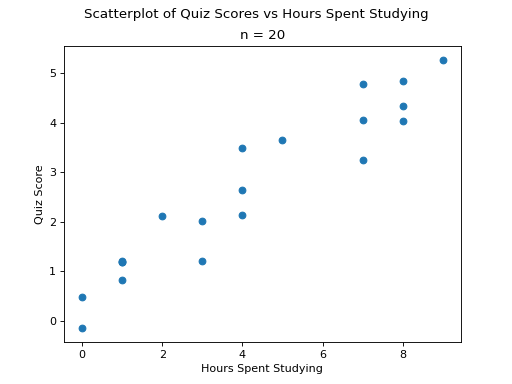 Scatterplot of Quiz Scores vs Hours Spent Studying
n = 20
5
4
3
2
1
0
Quiz Score
0 2 4 6 8
Hours Spent Studying